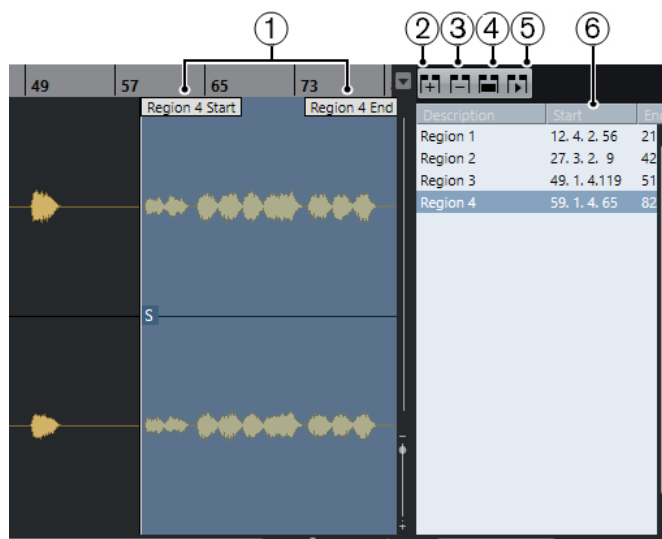 1 2 3 4 5 6
49 57 65 73
Region 4 Start Region 4 End
Description Start
Region 1 12. 4. 2. 56 21
Region 2 27. 3. 2. 9 42
Region 3 49. 1. 4.119 51
Region 4 59. 1. 4. 65 82
S